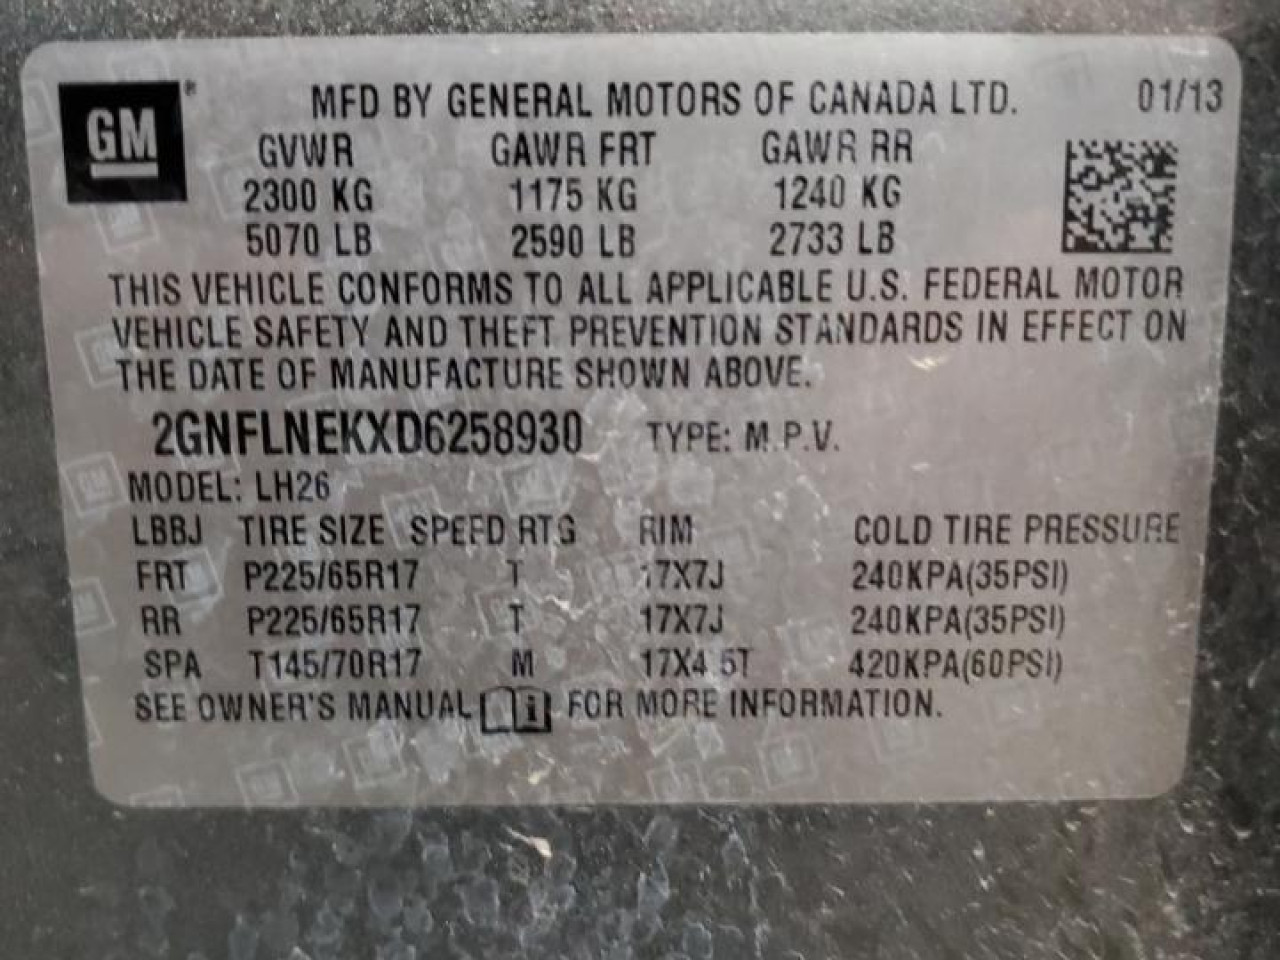 GM
MFD BY GENERAL MOTORS OF CANADA LTD. 01/13
GVWR GAWR FRT GAWR RR
2300 KG 1175 KG 1240 KG
5070 LB 2590 LB 2733 LB
THIS VEHICLE CONFORMS TO ALL APPLICABLE U.S. FEDERAL MOTOR
VEHICLE SAFETY AND THEFT PREVENTION STANDARDS IN EFFECT ON
THE DATE OF MANUFACTURE SHOWN ABOVE.
2GNFLNEKXD6258930 TYPE: M.P.V.
MODEL: LH26
LBBJ TIRE SIZE SPEED RTG RIM COLD TIRE PRESSURE
FRT P225/65R17 T 17X7J 240KPA(35PSI)
RR P225/65R17 T 17X7J 240KPA(35PSI)
SPA T145/70R17 M 17X4.5T 420KPA(60PSI)
SEE OWNER'S MANUAL i FOR MORE INFORMATION.